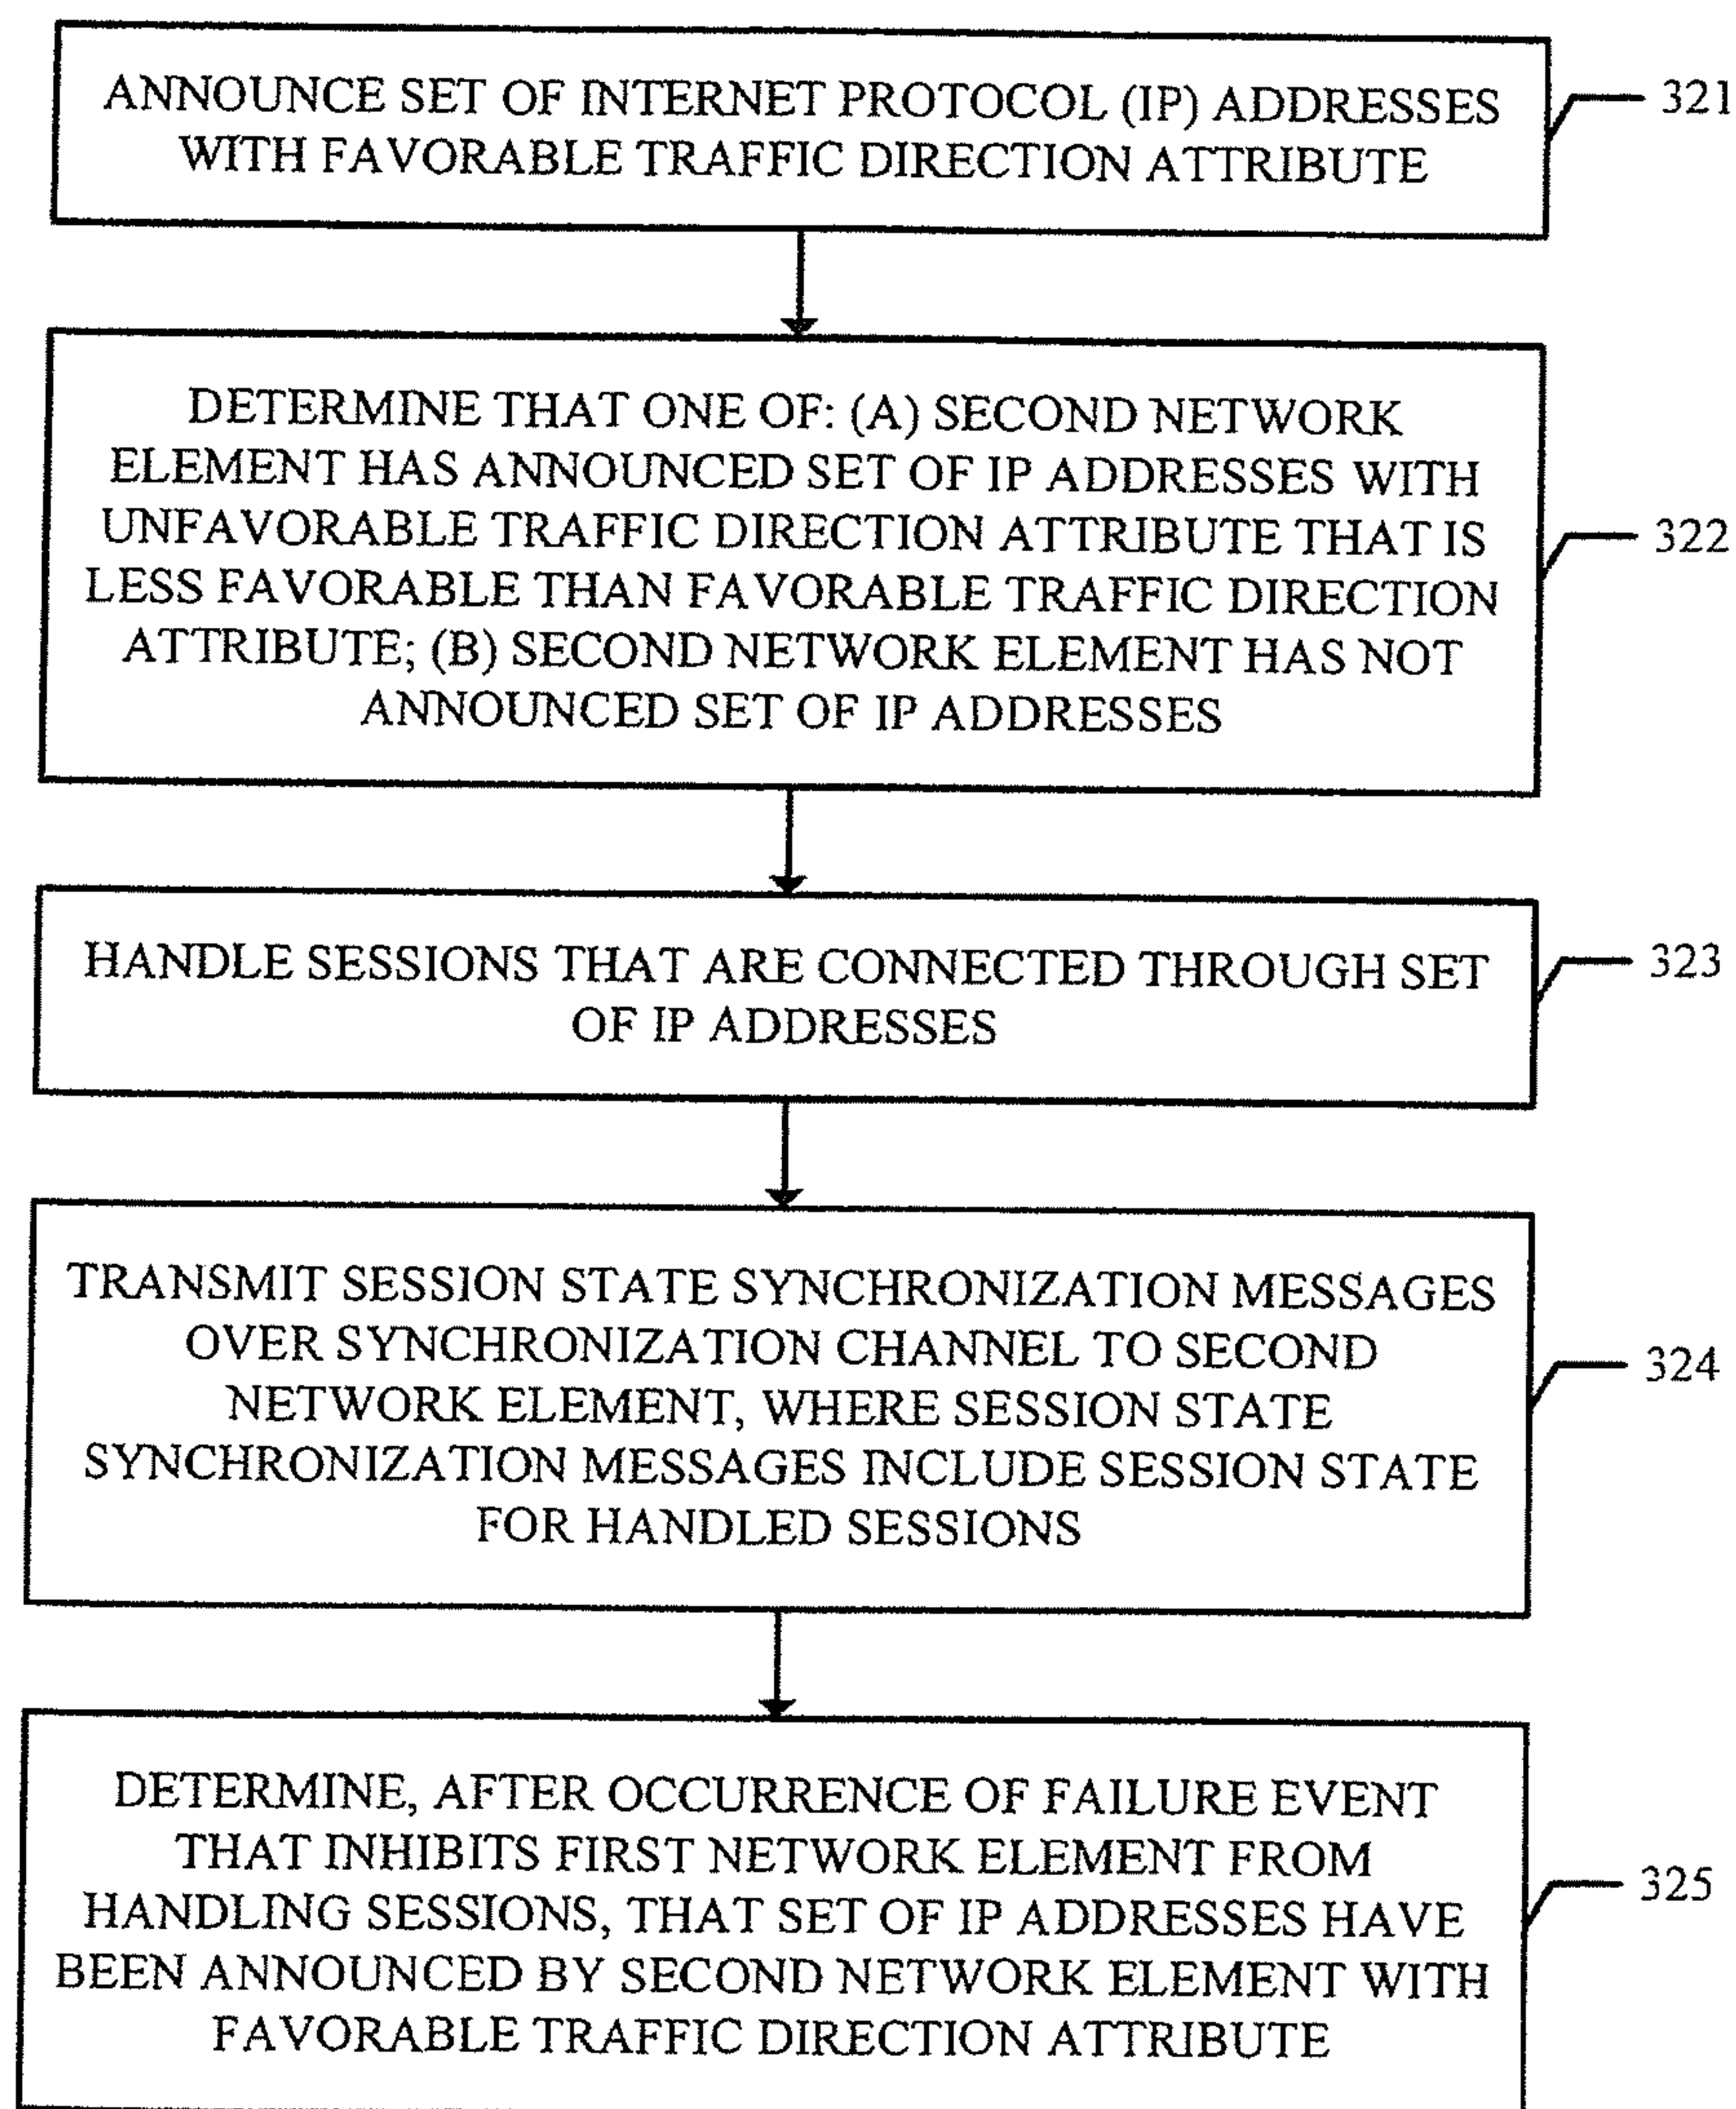 ANNOUNCE SET OF INTERNET PROTOCOL (IP) ADDRESSES
WITH FAVORABLE TRAFFIC DIRECTION ATTRIBUTE
321
DETERMINE THAT ONE OF: (A) SECOND NETWORK
ELEMENT HAS ANNOUNCED SET OF IP ADDRESSES WITH
UNFAVORABLE TRAFFIC DIRECTION ATTRIBUTE THAT IS
LESS FAVORABLE THAN FAVORABLE TRAFFIC DIRECTION
ATTRIBUTE; (B) SECOND NETWORK ELEMENT HAS NOT
ANNOUNCED SET OF IP ADDRESSES
322
HANDLE SESSIONS THAT ARE CONNECTED THROUGH SET
OF IP ADDRESSES
323
TRANSMIT SESSION STATE SYNCHRONIZATION MESSAGES
OVER SYNCHRONIZATION CHANNEL TO SECOND
NETWORK ELEMENT, WHERE SESSION STATE
SYNCHRONIZATION MESSAGES INCLUDE SESSION STATE
FOR HANDLED SESSIONS
324
DETERMINE, AFTER OCCURRENCE OF FAILURE EVENT
THAT INHIBITS FIRST NETWORK ELEMENT FROM
HANDLING SESSIONS, THAT SET OF IP ADDRESSES HAVE
BEEN ANNOUNCED BY SECOND NETWORK ELEMENT WITH
FAVORABLE TRAFFIC DIRECTION ATTRIBUTE
325